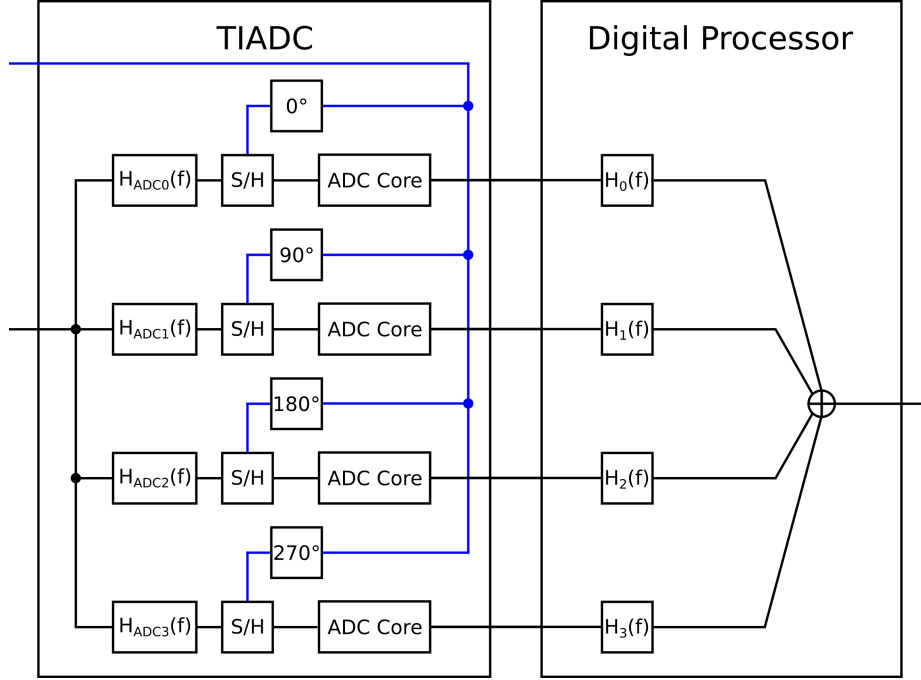 TIADC
Digital Processor
0°
H_ADC0(f) S/H ADC Core H_0(f)
90°
H_ADC1(f) S/H ADC Core H_1(f)
180°
H_ADC2(f) S/H ADC Core H_2(f)
270°
H_ADC3(f) S/H ADC Core H_3(f)